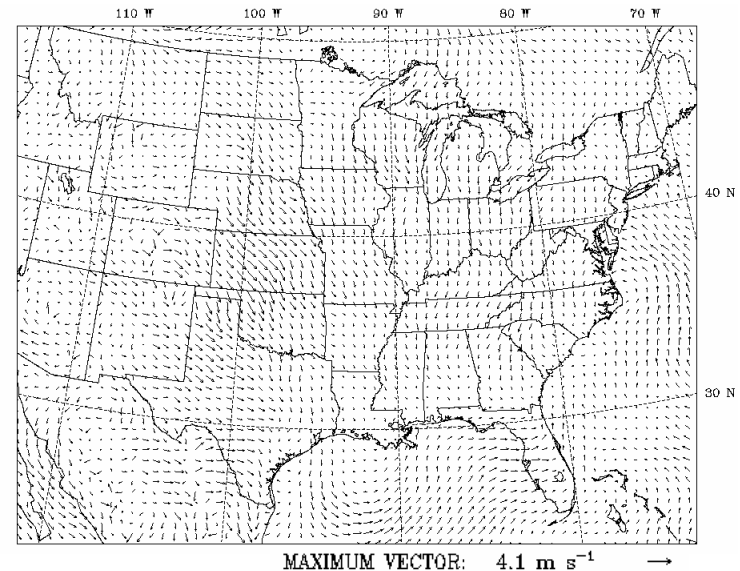 110 W 100 W 90 W 80 W 70 W
40 N
30 N
MAXIMUM VECTOR: 4.1 m s⁻¹ →